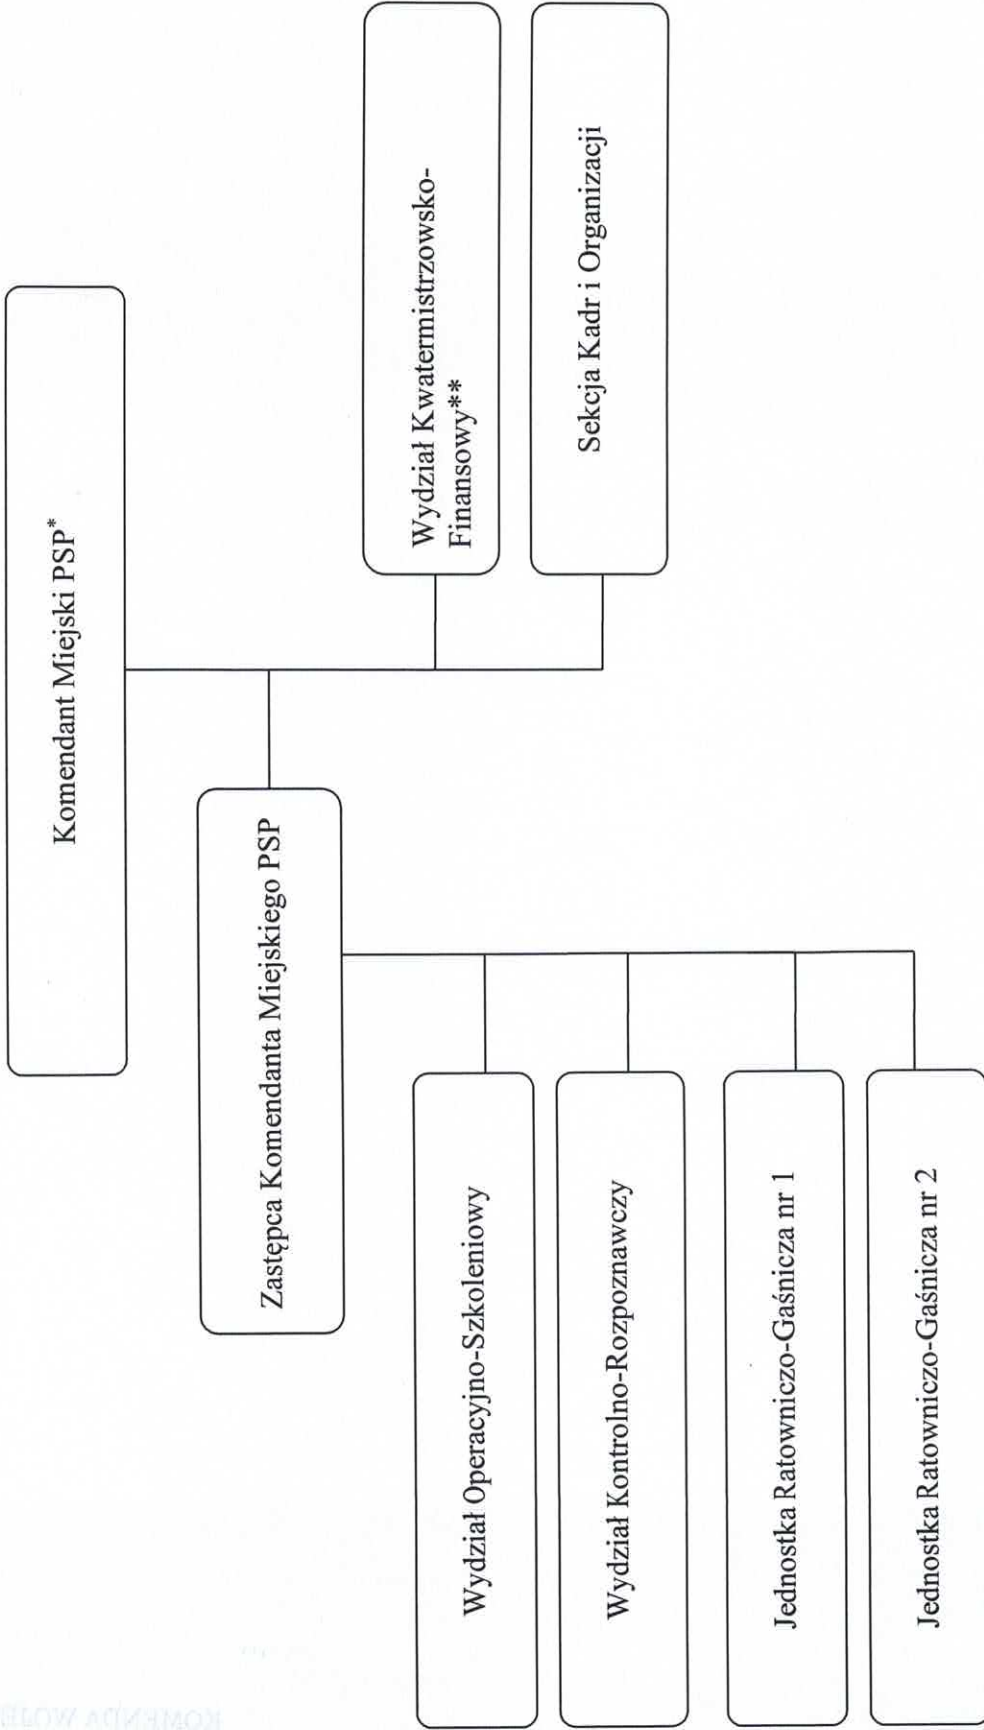 Komendant Miejski PSP*
Zastępca Komendanta Miejskiego PSP
Wydział Operacyjno-Szkoleniowy
Wydział Kontrolno-Rozpoznawczy
Jednostka Ratowniczo-Gaśnicza nr 1
Jednostka Ratowniczo-Gaśnicza nr 2
Wydział Kwatermistrzowsko-
Finansowy**
Sekcja Kadr i Organizacji